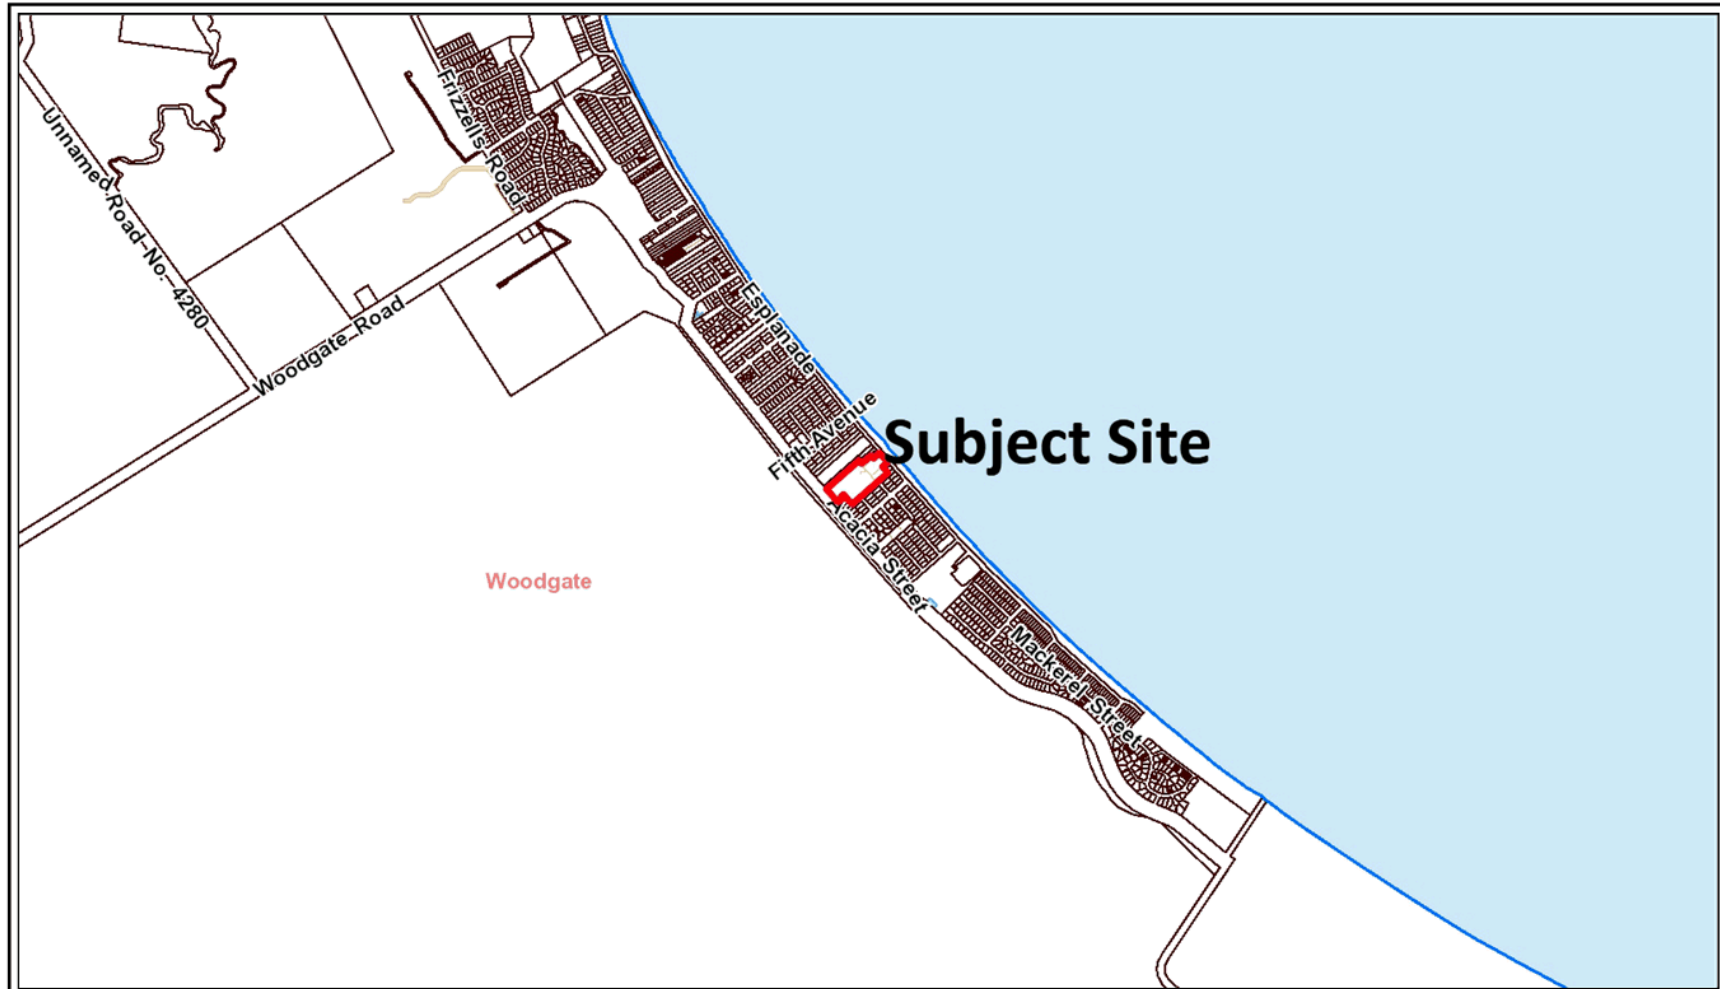 Frizzells Road
Unnamed Road No. 4280
Woodgate Road
Esplanade
Fifth Avenue
Subject Site
Acacia Street
Woodgate
Mackerel Street